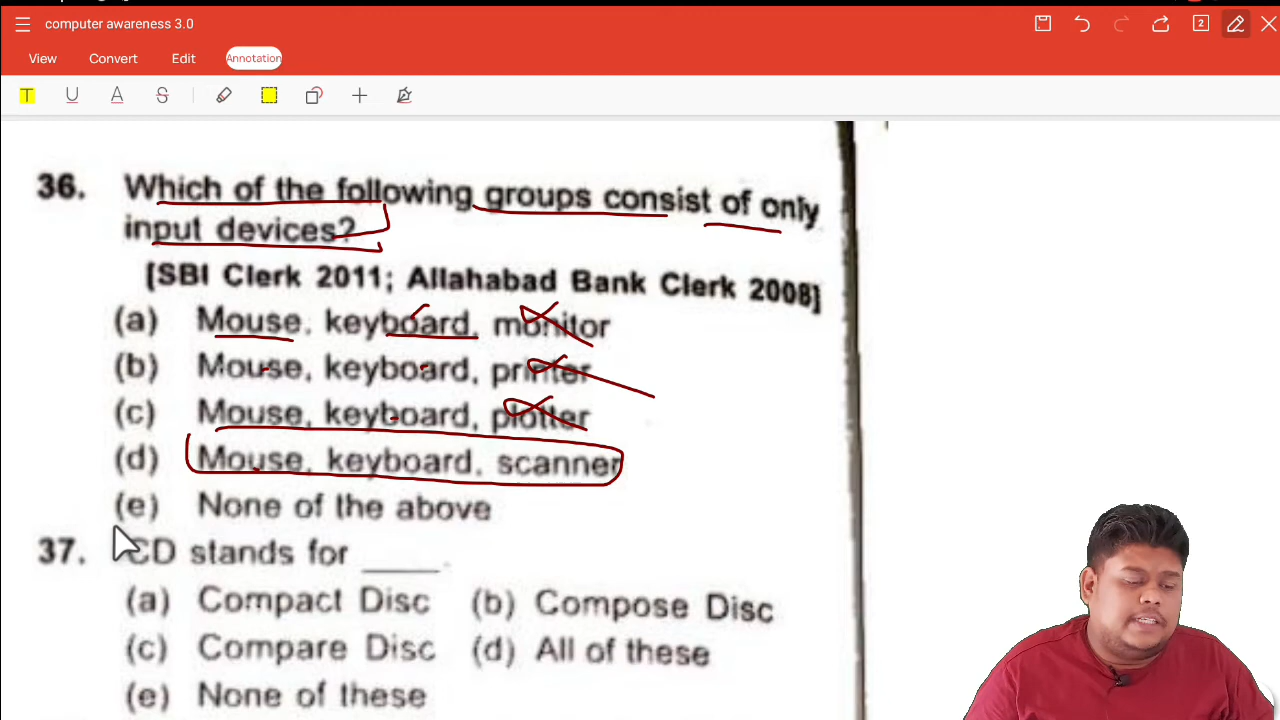 computer awareness 3.0
2
View Convert Edit Annotation
T U A S
36. Which of the following groups consist of only
input devices?
[SBI Clerk 2011; Allahabad Bank Clerk 2008]
(a) Mouse, keyboard, monitor
(b) Mouse, keyboard, printer
(c) Mouse, keyboard, plotter
(d) Mouse, keyboard, scanner
(e) None of the above
37. CD stands for ____.
(a) Compact Disc (b) Compose Disc
(c) Compare Disc (d) All of these
(e) None of these